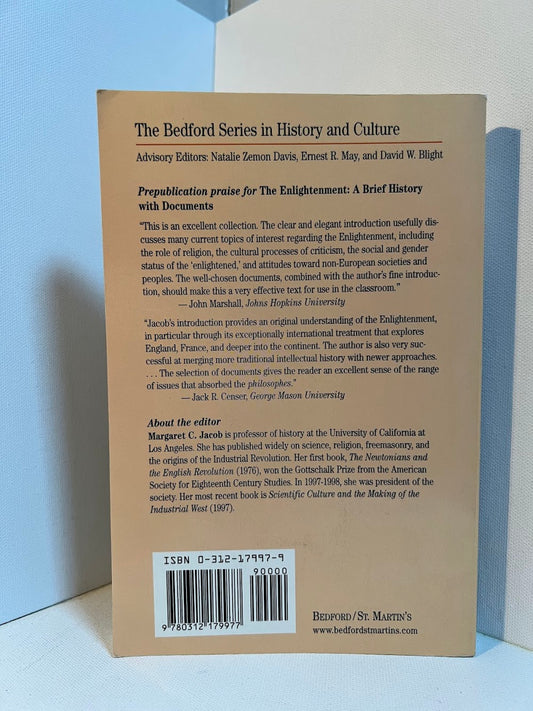 The Bedford Series in History and Culture
Advisory Editors: Natalie Zemon Davis, Ernest R. May, and David W. Blight
Prepublication praise for The Enlightenment: A Brief History
with Documents
"This is an excellent collection. The clear and elegant introduction usefully dis-
cusses many current topics of interest regarding the Enlightenment, including
the role of religion, the cultural processes of criticism, the social and gender
status of the 'enlightened,' and attitudes toward non-European societies and
peoples. The well-chosen documents, combined with the author's fine introduc-
tion, should make this a very effective text for use in the classroom."
— John Marshall, Johns Hopkins University
"Jacob's introduction provides an original understanding of the Enlightenment,
in particular through its exceptionally international treatment that explores
England, France, and deeper into the continent. The author is also very suc-
cessful at merging more traditional intellectual history with newer approaches.
. . . The selection of documents gives the reader an excellent sense of the range
of issues that absorbed the philosophes."
— Jack R. Censer, George Mason University
About the editor
Margaret C. Jacob is professor of history at the University of California at
Los Angeles. She has published widely on science, religion, freemasonry, and
the origins of the Industrial Revolution. Her first book, The Newtonians and
the English Revolution (1976), won the Gottschalk Prize from the American
Society for Eighteenth Century Studies. In 1997-1998, she was president of the
society. Her most recent book is Scientific Culture and the Making of the
Industrial West (1997).
ISBN 0-312-17997-9
90000
9 780312 179977
BEDFORD/ST. MARTIN'S
www.bedfordstmartins.com